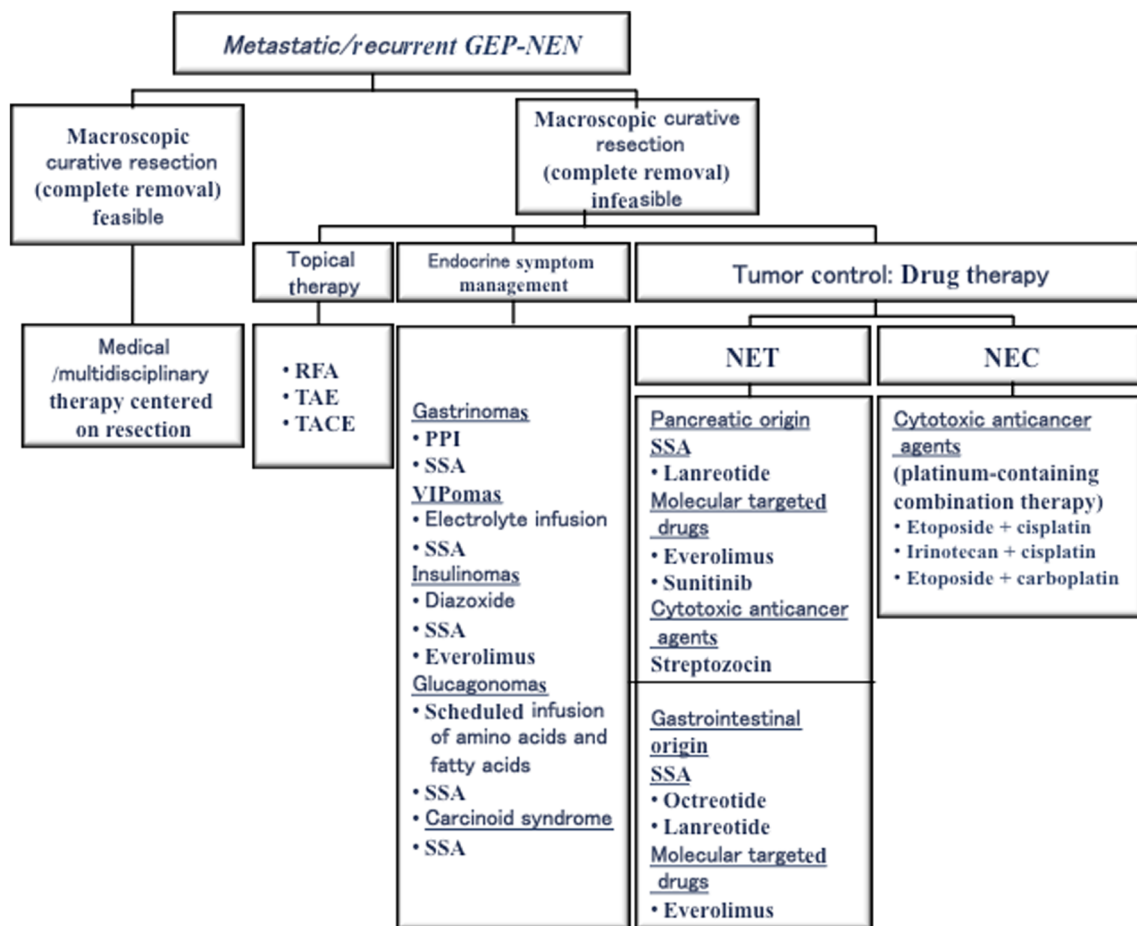 Metastatic/recurrent GEP-NEN
Macroscopic
curative resection
(complete removal)
feasible
Macroscopic curative
resection
(complete removal)
infeasible
Topical
therapy
Endocrine symptom
management
Tumor control: Drug therapy
Medical
/multidisciplinary
therapy centered
on resection
• RFA
• TAE
• TACE
Gastrinomas
• PPI
• SSA
VIPomas
• Electrolyte infusion
• SSA
Insulinomas
• Diazoxide
• SSA
• Everolimus
Glucagonomas
• Scheduled infusion
of amino acids and
fatty acids
• SSA
• Carcinoid syndrome
• SSA
NET
Pancreatic origin
SSA
• Lanreotide
Molecular targeted
drugs
• Everolimus
• Sunitinib
Cytotoxic anticancer
agents
Streptozocin
Gastrointestinal
origin
SSA
• Octreotide
• Lanreotide
Molecular targeted
drugs
• Everolimus
NEC
Cytotoxic anticancer
agents
(platinum-containing
combination therapy)
• Etoposide + cisplatin
• Irinotecan + cisplatin
• Etoposide + carboplatin